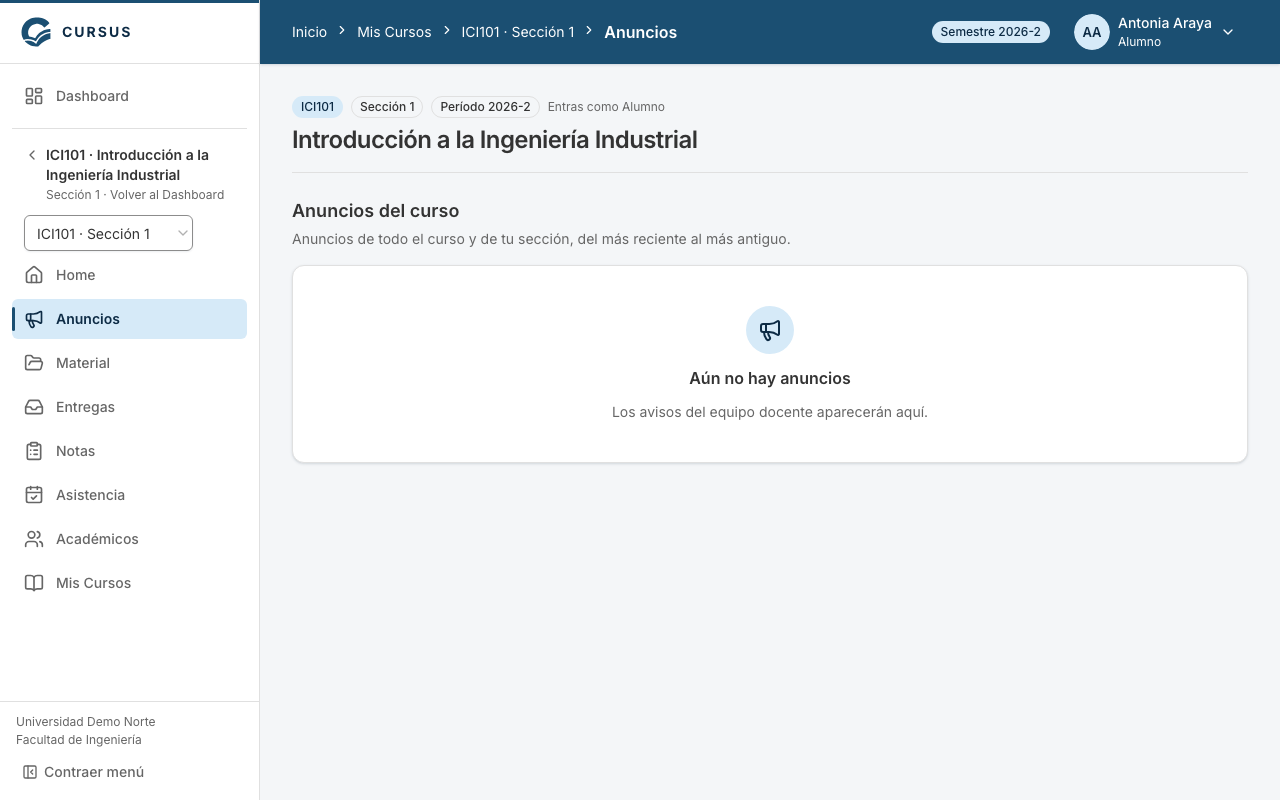 CURSUS
Inicio > Mis Cursos > ICI101 · Sección 1 > Anuncios
Semestre 2026-2
AA
Antonia Araya
Alumno
Dashboard
ICI101 · Introducción a la
Ingeniería Industrial
Sección 1 · Volver al Dashboard
ICI101 · Sección 1
Home
Anuncios
Material
Entregas
Notas
Asistencia
Académicos
Mis Cursos
Universidad Demo Norte
Facultad de Ingeniería
Contraer menú
ICI101 Sección 1 Período 2026-2 Entras como Alumno
Introducción a la Ingeniería Industrial
Anuncios del curso
Anuncios de todo el curso y de tu sección, del más reciente al más antiguo.
Aún no hay anuncios
Los avisos del equipo docente aparecerán aquí.